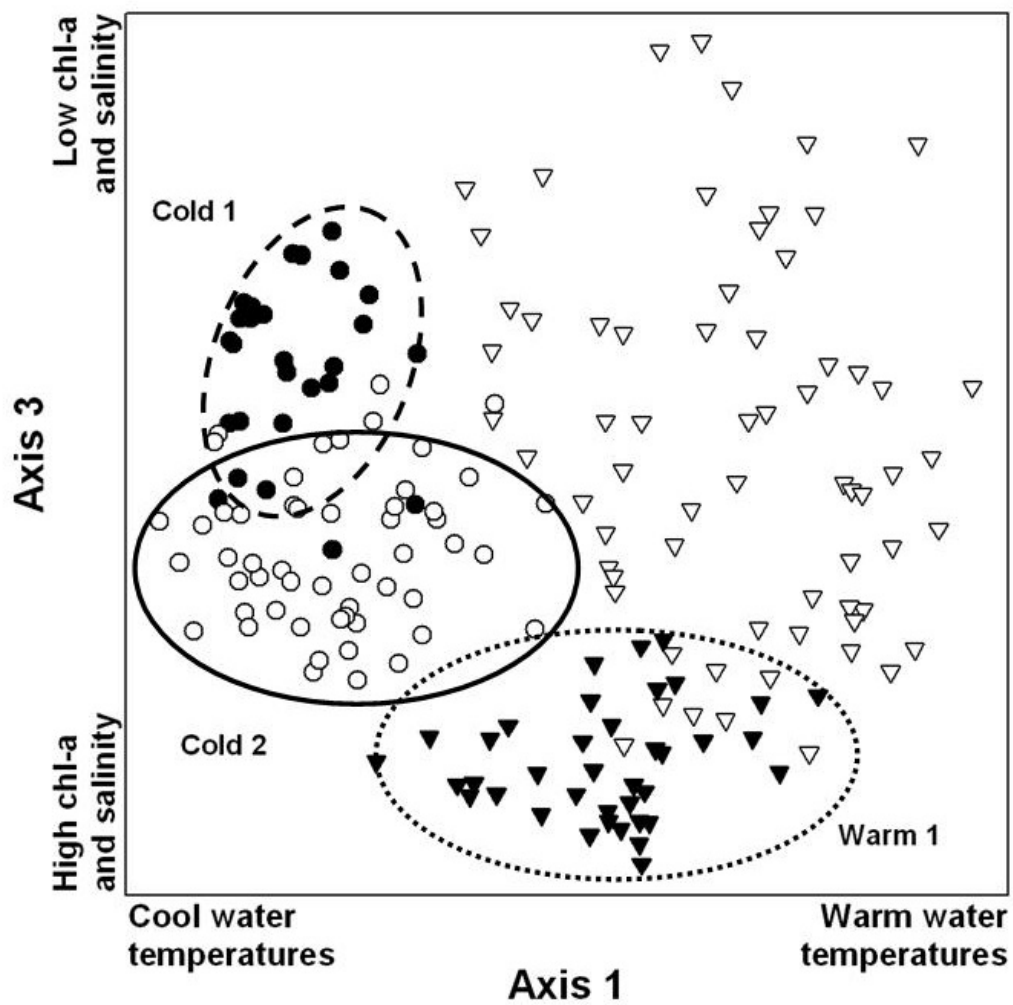 Low chl-a
and salinity
Axis 3
High chl-a
and salinity
Cold 1
Cold 2
Warm 1
Cool water
temperatures
Warm water
temperatures
Axis 1